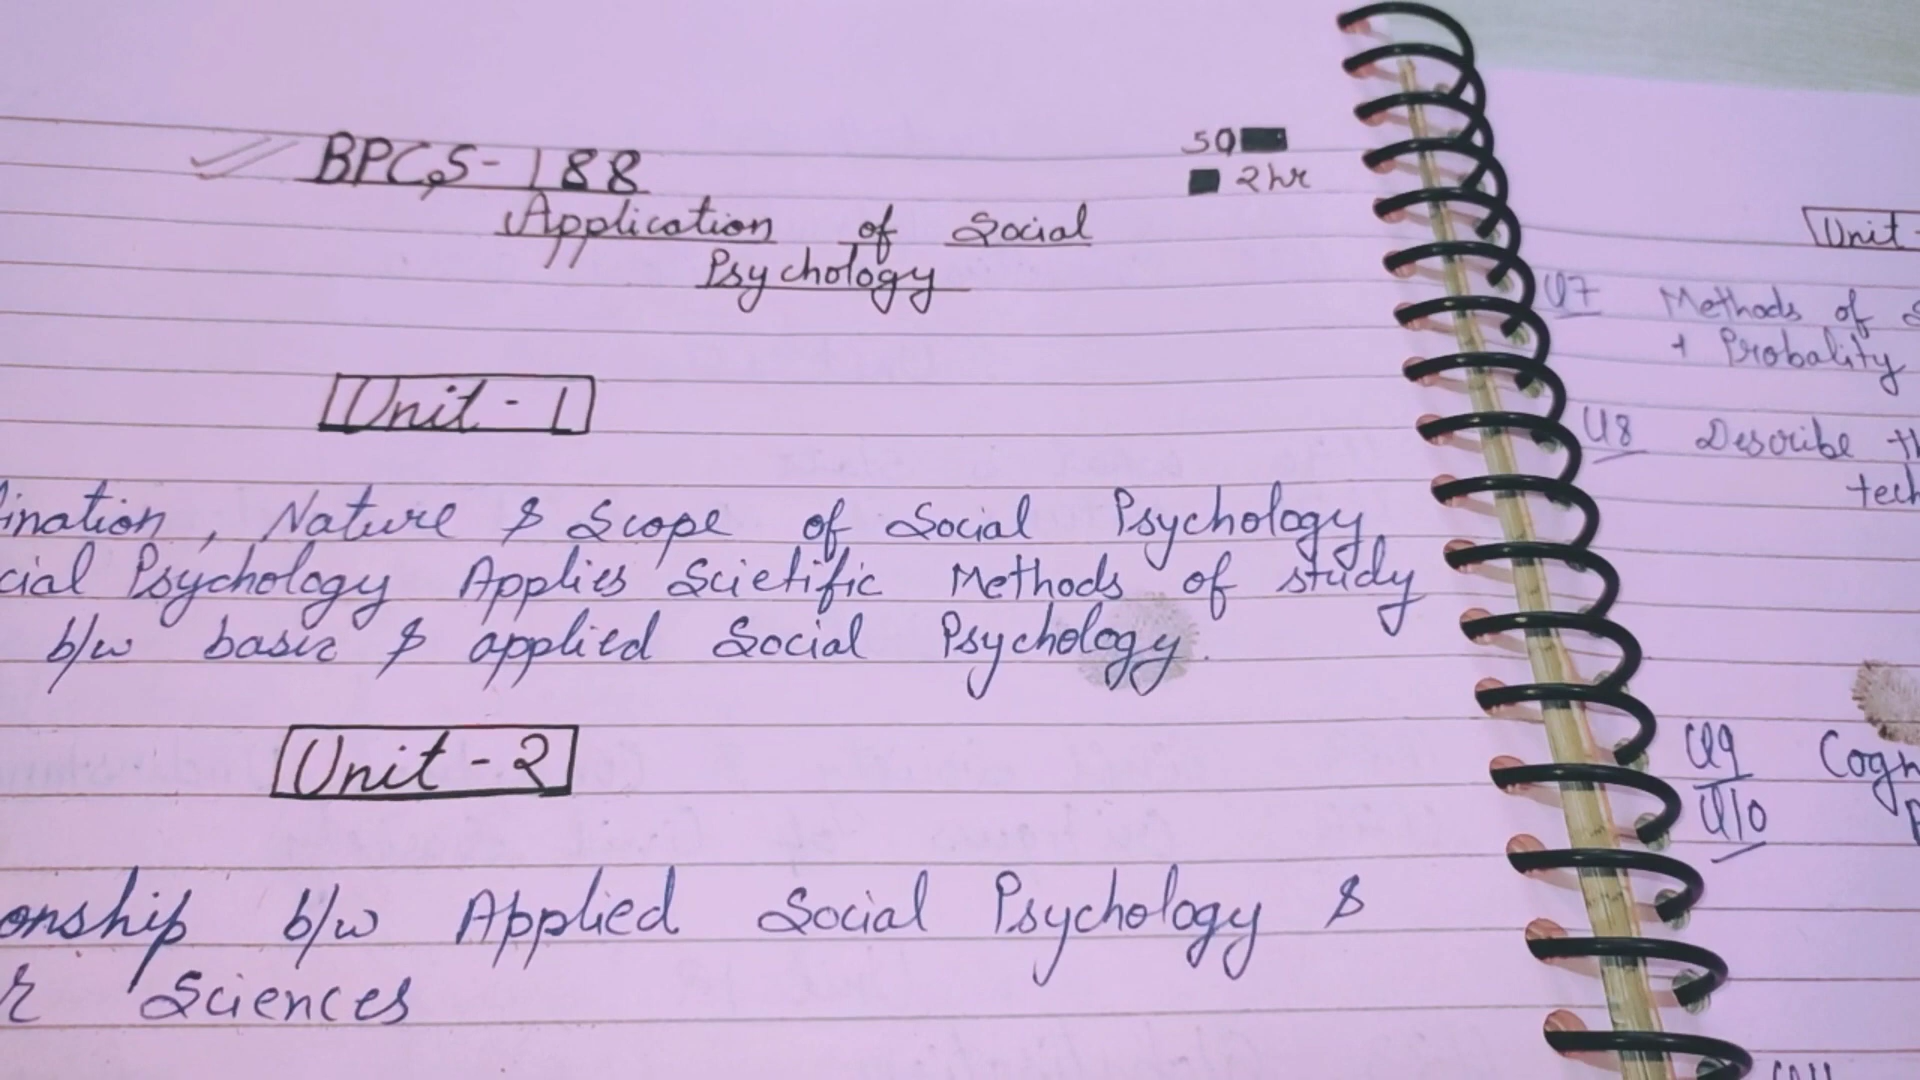 BPCS-188
50
2hr
Application of Social
Psychology
Unit-1
ination, Nature & Scope of Social Psychology
cial Psychology Applies Scietific Methods of study
b/w basic & applied Social Psychology.
Unit-2
onship b/w Applied Social Psychology &
r Sciences
Unit-
U7 Methods of S
+ Probality
U8 Describe th
tech
U9 Cogn
U10
U11